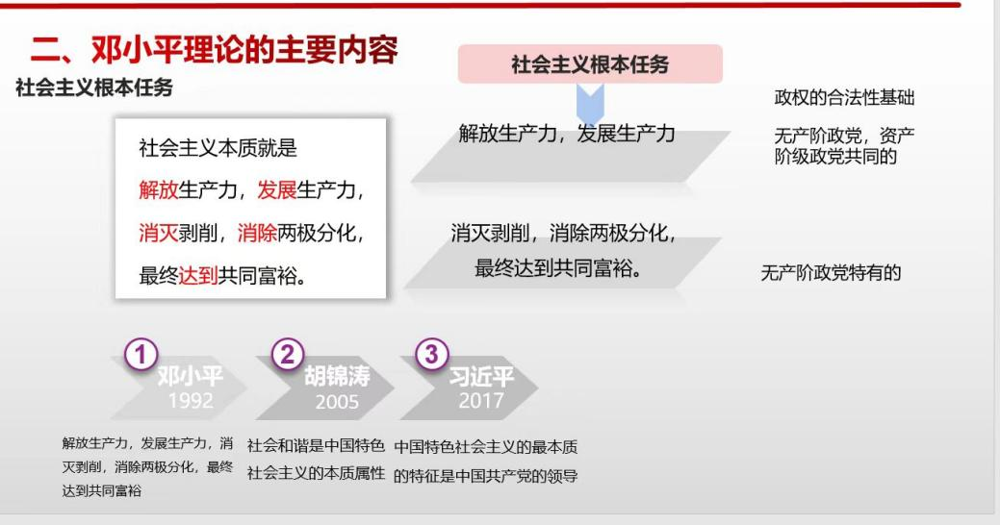 二、邓小平理论的主要内容
社会主义根本任务
社会主义本质就是
解放生产力，发展生产力，
消灭剥削，消除两极分化，
最终达到共同富裕。
社会主义根本任务
解放生产力，发展生产力
消灭剥削，消除两极分化，
最终达到共同富裕。
政权的合法性基础
无产阶政党，资产
阶级政党共同的
无产阶政党特有的
1
邓小平
1992
解放生产力，发展生产力，消
灭剥削，消除两极分化，最终
达到共同富裕
2
胡锦涛
2005
社会和谐是中国特色
社会主义的本质属性
3
习近平
2017
中国特色社会主义的最本质
的特征是中国共产党的领导